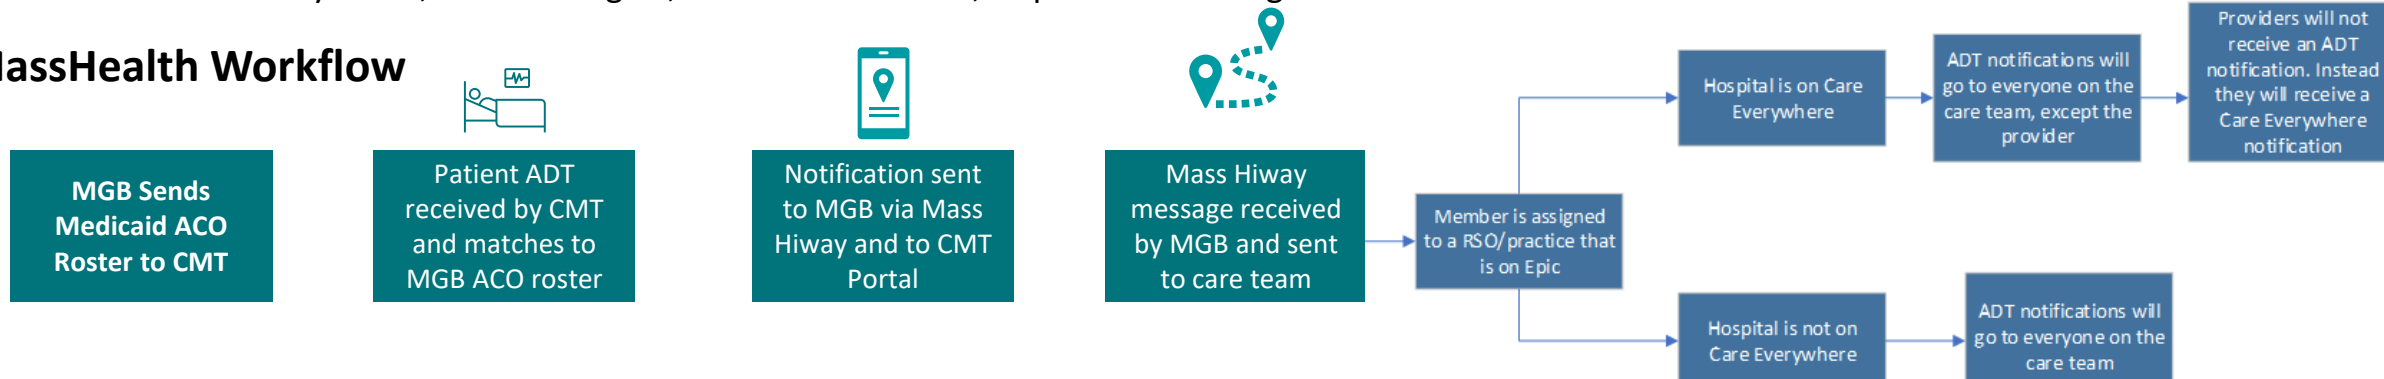 MassHealth Workflow
MGB Sends
Medicaid ACO
Roster to CMT
Patient ADT
received by CMT
and matches to
MGB ACO roster
Notification sent
to MGB via Mass
Hiway and to CMT
Portal
Mass Hiway
message received
by MGB and sent
to care team
Member is assigned
to a RSO/practice that
is on Epic
Hospital is on Care
Everywhere
ADT notifications will
go to everyone on the
care team, except the
provider
Providers will not
receive an ADT
notification. Instead
they will receive a
Care Everywhere
notification
Hospital is not on
Care Everywhere
ADT notifications will
go to everyone on the
care team